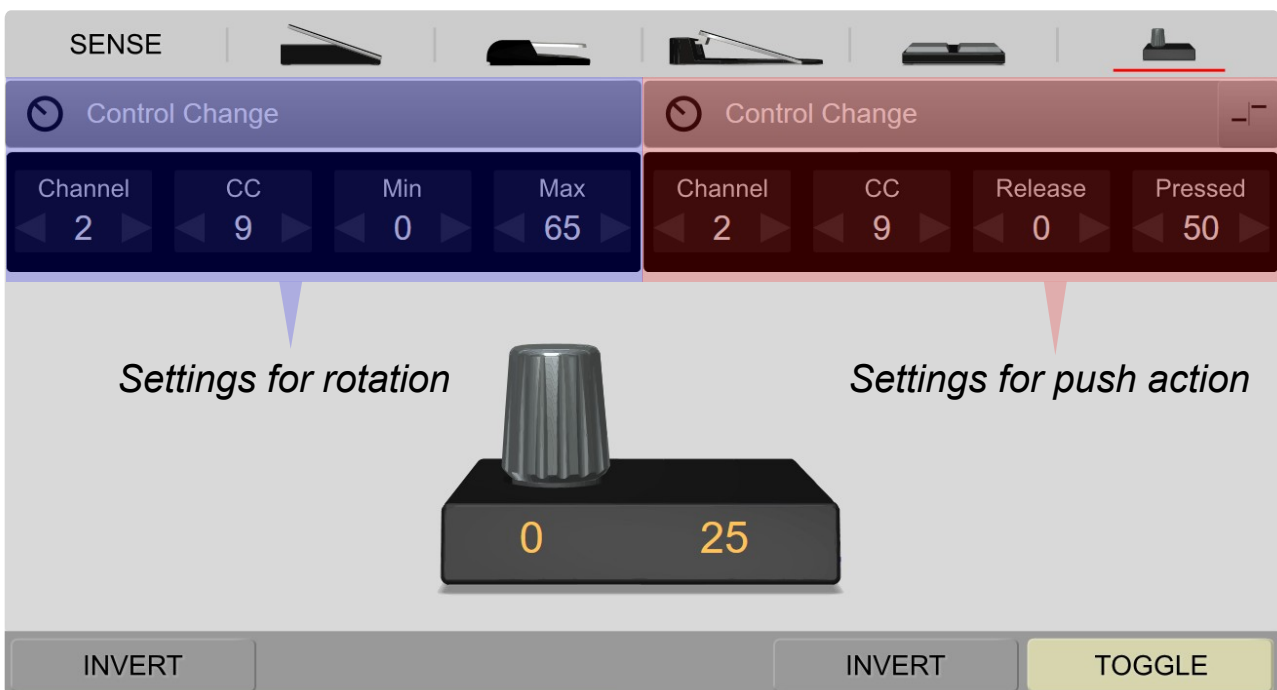 SENSE
Control Change
Control Change
Channel CC Min Max Channel CC Release Pressed
2 9 0 65 2 9 0 50
Settings for rotation Settings for push action
0 25
INVERT INVERT TOGGLE